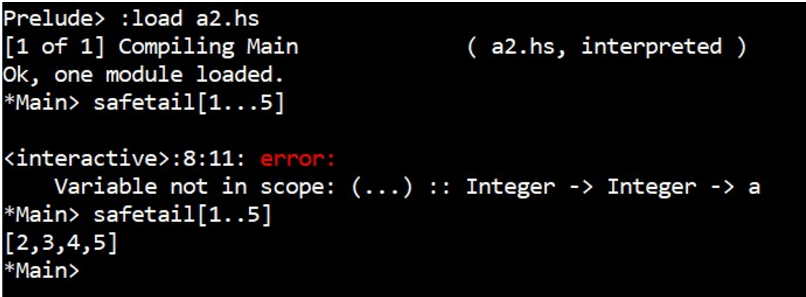 Prelude> :load a2.hs
[1 of 1] Compiling Main             ( a2.hs, interpreted )
Ok, one module loaded.
*Main> safetail[1...5]
<interactive>:8:11: error:
    Variable not in scope: (...) :: Integer -> Integer -> a
*Main> safetail[1..5]
[2,3,4,5]
*Main>